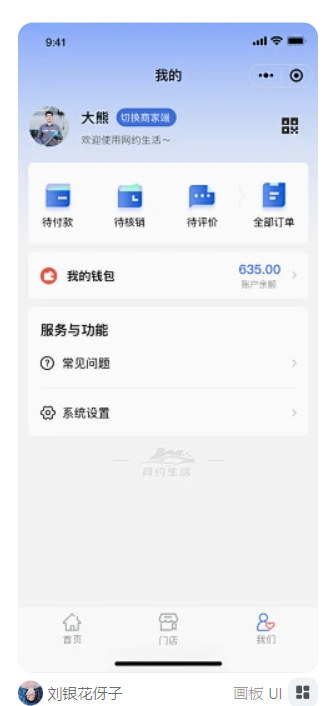 9:41
我的
大熊 切换商家端
欢迎使用网约生活~
待付款 待核销 待评价 全部订单
我的钱包 635.00
账户余额
服务与功能
常见问题
系统设置
网约生活
首页 门店 我们
刘银花伢子 画板 UI